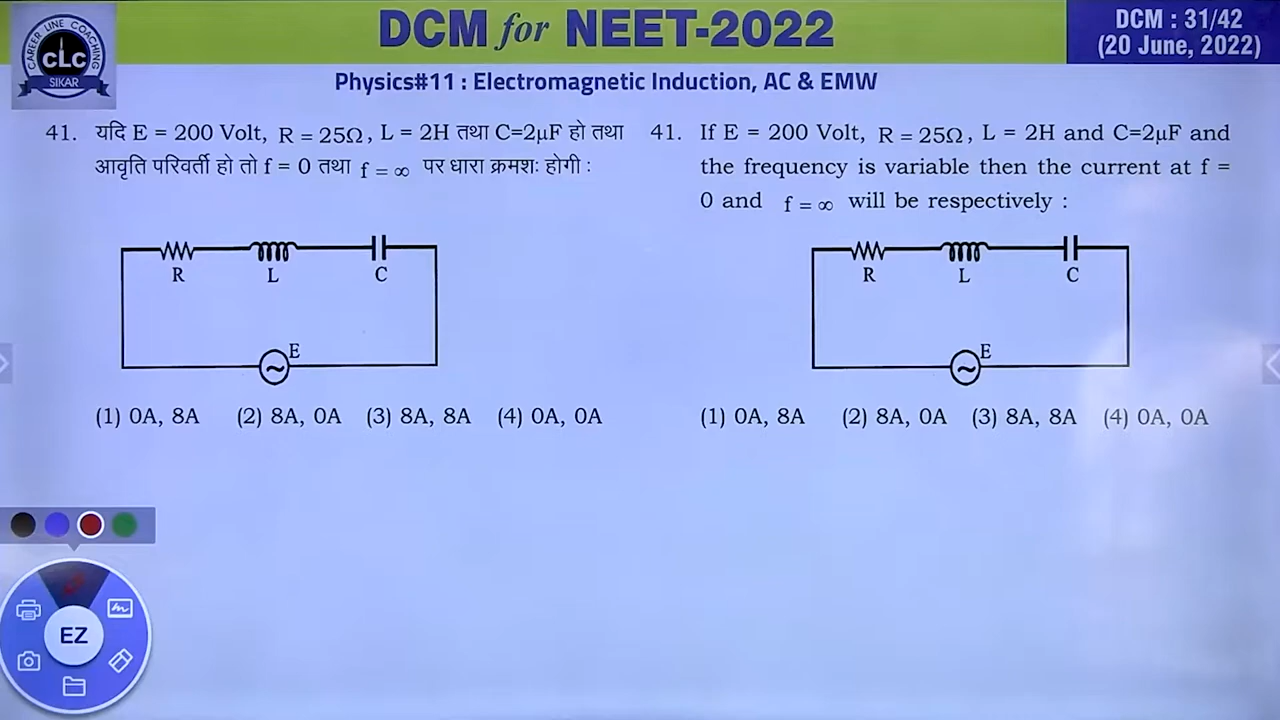 DCM for NEET-2022
DCM : 31/42
(20 June, 2022)
CAREER LINE COACHING
CLC
SIKAR
Physics#11 : Electromagnetic Induction, AC & EMW
41. यदि E = 200 Volt, R = 25Ω, L = 2H तथा C=2µF हो तथा
आवृति परिवर्ती हो तो f = 0 तथा f = ∞ पर धारा क्रमशः होगी :
R
L
C
E
(1) 0A, 8A (2) 8A, 0A (3) 8A, 8A (4) 0A, 0A
41. If E = 200 Volt, R = 25Ω, L = 2H and C=2µF and
the frequency is variable then the current at f =
0 and f = ∞ will be respectively :
R
L
C
E
(1) 0A, 8A (2) 8A, 0A (3) 8A, 8A (4) 0A, 0A
EZ